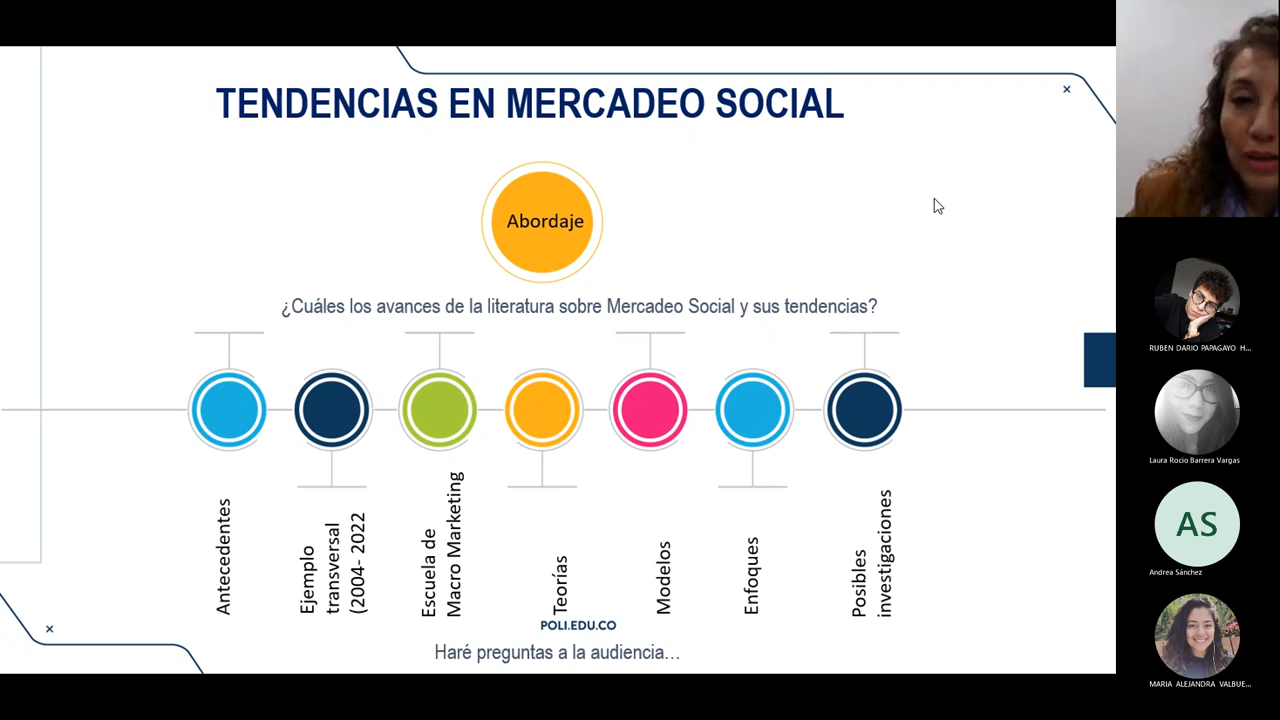 TENDENCIAS EN MERCADEO SOCIAL
Abordaje
¿Cuáles los avances de la literatura sobre Mercadeo Social y sus tendencias?
Antecedentes
Ejemplo
transversal
(2004- 2022
Escuela de
Macro Marketing
Teorías
Modelos
Enfoques
Posibles
investigaciones
POLI.EDU.CO
Haré preguntas a la audiencia...
RUBEN DARIO PAPAGAYO H...
Laura Rocio Barrera Vargas
AS
Andrea Sánchez
MARIA ALEJANDRA VALBUE...